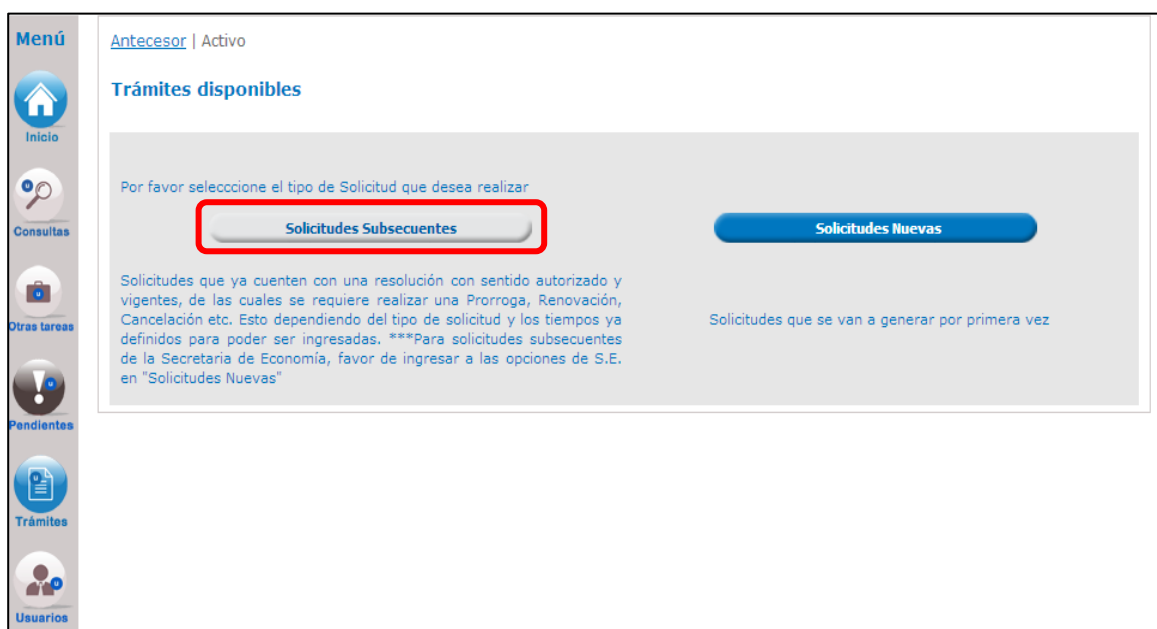 Menú
Inicio
Consultas
Otras tareas
Pendientes
Trámites
Usuarios
Antecesor | Activo
Trámites disponibles
Por favor selecccione el tipo de Solicitud que desea realizar
Solicitudes Subsecuentes
Solicitudes que ya cuenten con una resolución con sentido autorizado y
vigentes, de las cuales se requiere realizar una Prorroga, Renovación,
Cancelación etc. Esto dependiendo del tipo de solicitud y los tiempos ya
definidos para poder ser ingresadas. ***Para solicitudes subsecuentes
de la Secretaria de Economía, favor de ingresar a las opciones de S.E.
en "Solicitudes Nuevas"
Solicitudes Nuevas
Solicitudes que se van a generar por primera vez